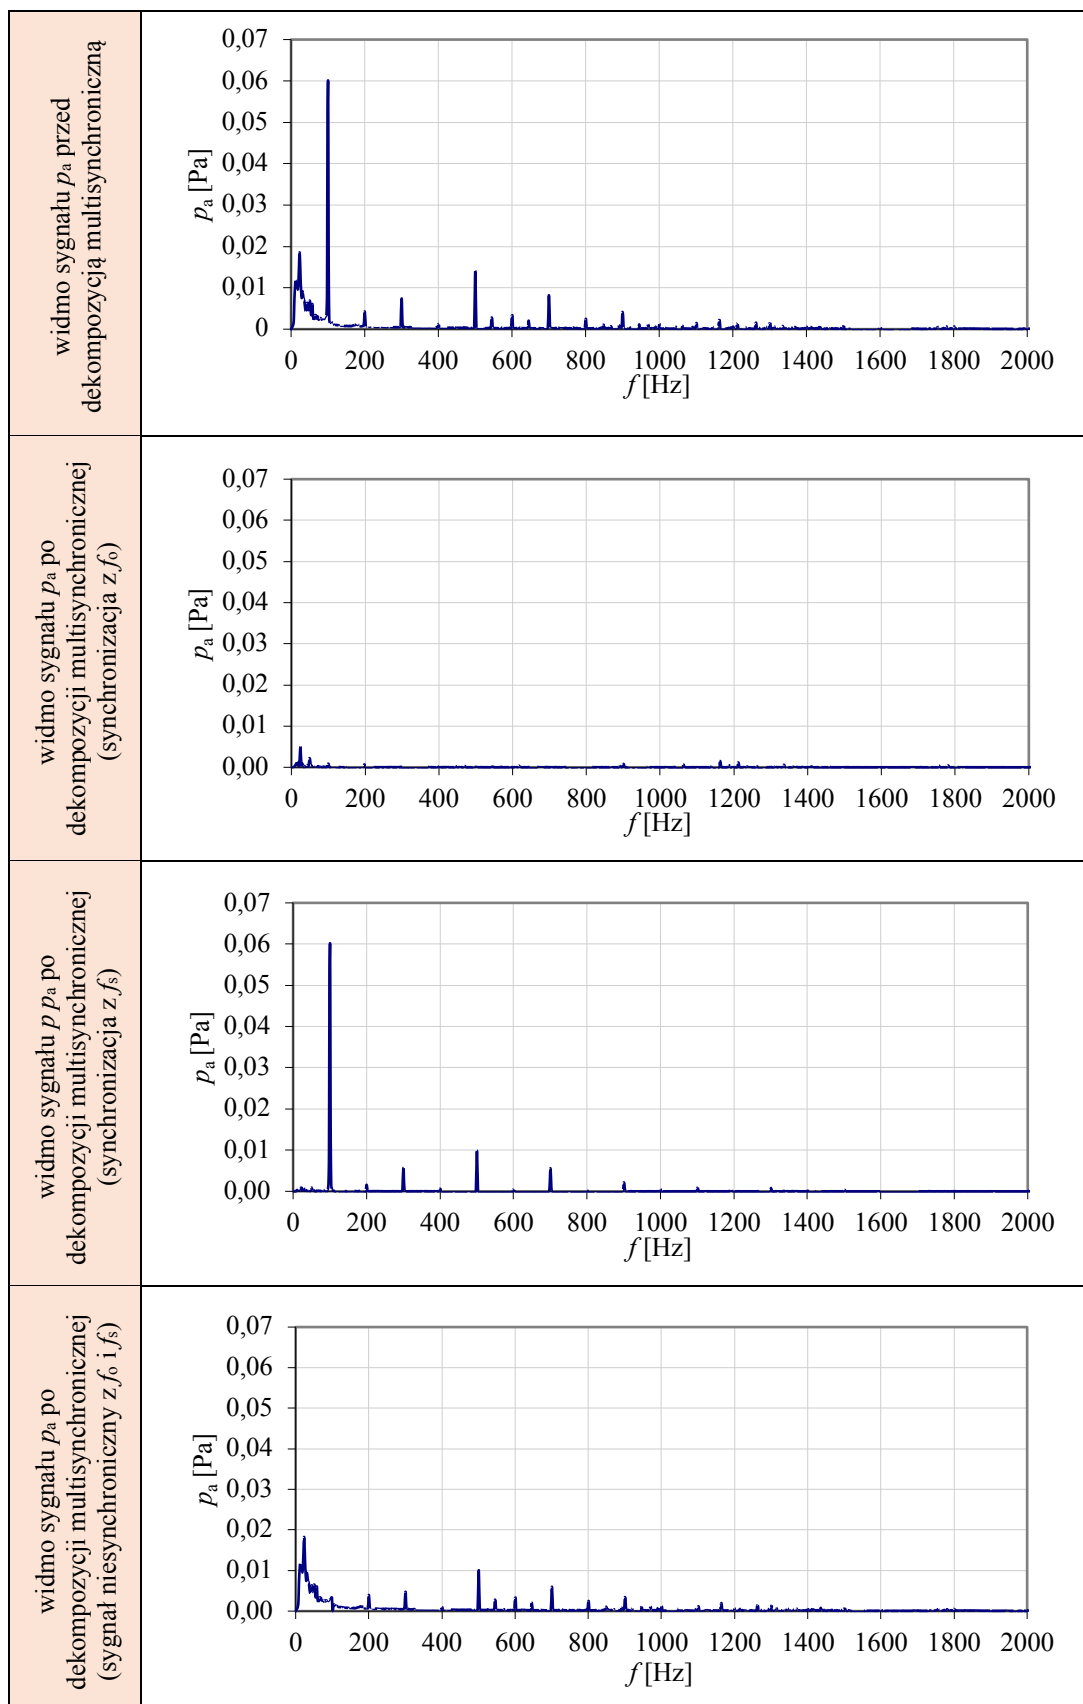 widmo sygnału pa przed
dekompozycją multisynchroniczną
0,07
0,06
0,05
0,04
0,03
0,02
0,01
0
pa [Pa]
0 200 400 600 800 1000 1200 1400 1600 1800 2000
f [Hz]
widmo sygnału pa po
dekompozycji multisynchronicznej
(synchronizacja z fo)
0,07
0,06
0,05
0,04
0,03
0,02
0,01
0,00
pa [Pa]
0 200 400 600 800 1000 1200 1400 1600 1800 2000
f [Hz]
widmo sygnału p pa po
dekompozycji multisynchronicznej
(synchronizacja z fs)
0,07
0,06
0,05
0,04
0,03
0,02
0,01
0,00
pa [Pa]
0 200 400 600 800 1000 1200 1400 1600 1800 2000
f [Hz]
widmo sygnału pa po
dekompozycji multisynchronicznej
(sygnał niesynchroniczny z fo i fs)
0,07
0,06
0,05
0,04
0,03
0,02
0,01
0,00
pa [Pa]
0 200 400 600 800 1000 1200 1400 1600 1800 2000
f [Hz]